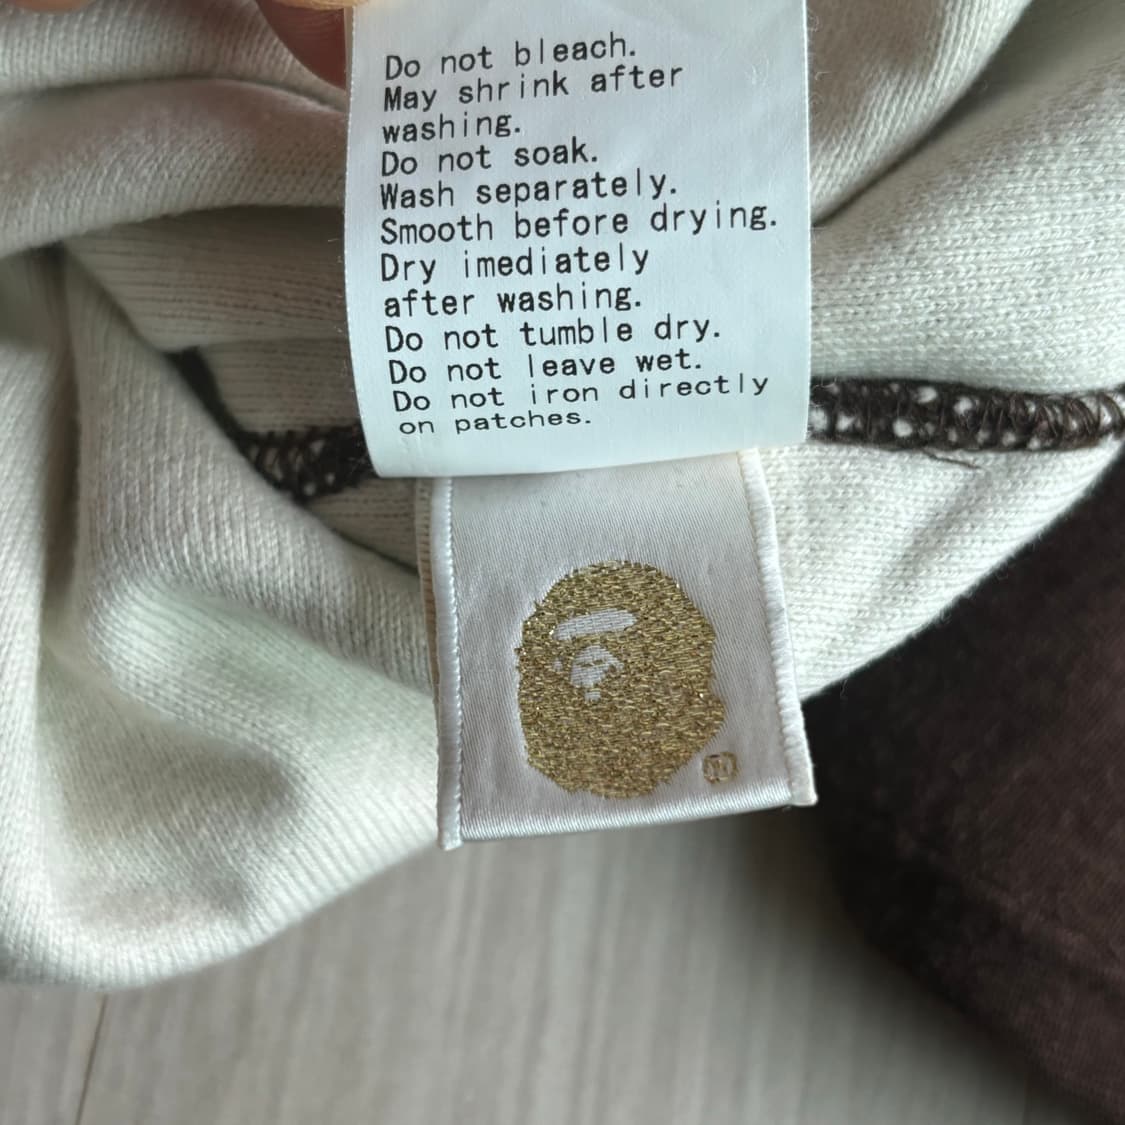 Do not bleach.
May shrink after
washing.
Do not soak.
Wash separately.
Smooth before drying.
Dry imediately
after washing.
Do not tumble dry.
Do not leave wet.
Do not iron directly
on patches.
®